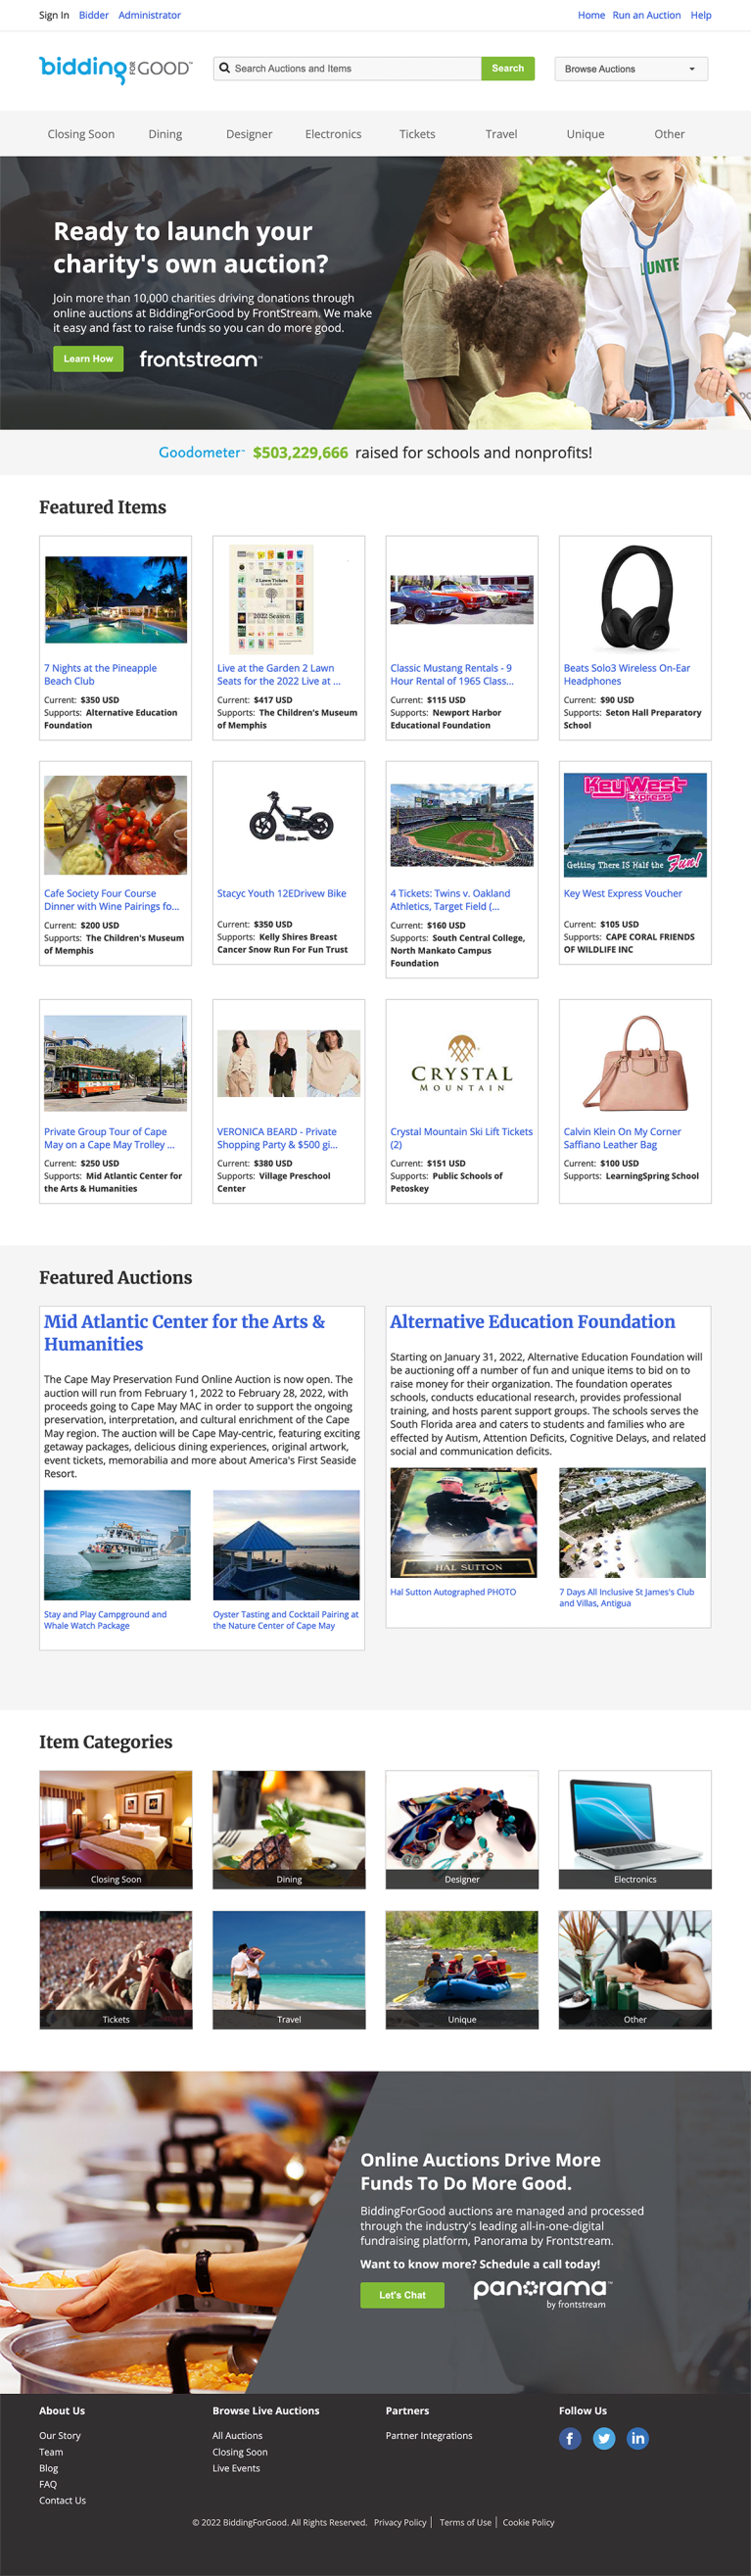 Sign In Bidder Administrator Home Run an Auction Help
bidding FOR GOOD™ Search Auctions and Items Search Browse Auctions
Closing Soon Dining Designer Electronics Tickets Travel Unique Other
Ready to launch your
charity's own auction?
Join more than 10,000 charities driving donations through
online auctions at BiddingForGood by FrontStream. We make
it easy and fast to raise funds so you can do more good.
Learn How frontstream™
UNTE
Goodometer™ $503,229,666 raised for schools and nonprofits!
Featured Items
2 Lawn Tickets
2022 Season
7 Nights at the Pineapple
Beach Club
Current: $350 USD
Supports: Alternative Education
Foundation
Live at the Garden 2 Lawn
Seats for the 2022 Live at ...
Current: $417 USD
Supports: The Children's Museum
of Memphis
Classic Mustang Rentals - 9
Hour Rental of 1965 Class...
Current: $115 USD
Supports: Newport Harbor
Educational Foundation
Beats Solo3 Wireless On-Ear
Headphones
Current: $90 USD
Supports: Seton Hall Preparatory
School
Cafe Society Four Course
Dinner with Wine Pairings fo...
Current: $200 USD
Supports: The Children's Museum
of Memphis
Stacyc Youth 12EDrivew Bike
Current: $350 USD
Supports: Kelly Shires Breast
Cancer Snow Run For Fun Trust
4 Tickets: Twins v. Oakland
Athletics, Target Field (...
Current: $160 USD
Supports: South Central College,
North Mankato Campus
Foundation
Key West
Express
Getting There IS Half the Fun!
Key West Express Voucher
Current: $105 USD
Supports: CAPE CORAL FRIENDS
OF WILDLIFE INC
Private Group Tour of Cape
May on a Cape May Trolley ...
Current: $250 USD
Supports: Mid Atlantic Center for
the Arts & Humanities
VERONICA BEARD - Private
Shopping Party & $500 gi...
Current: $380 USD
Supports: Village Preschool
Center
CRYSTAL
MOUNTAIN
Crystal Mountain Ski Lift Tickets
(2)
Current: $151 USD
Supports: Public Schools of
Petoskey
Calvin Klein On My Corner
Saffiano Leather Bag
Current: $100 USD
Supports: LearningSpring School
Featured Auctions
Mid Atlantic Center for the Arts &
Humanities
The Cape May Preservation Fund Online Auction is now open. The
auction will run from February 1, 2022 to February 28, 2022, with
proceeds going to Cape May MAC in order to support the ongoing
preservation, interpretation, and cultural enrichment of the Cape
May region. The auction will be Cape May-centric, featuring exciting
getaway packages, delicious dining experiences, original artwork,
event tickets, memorabilia and more about America's First Seaside
Resort.
Stay and Play Campground and
Whale Watch Package
Oyster Tasting and Cocktail Pairing at
the Nature Center of Cape May
Alternative Education Foundation
Starting on January 31, 2022, Alternative Education Foundation will
be auctioning off a number of fun and unique items to bid on to
raise money for their organization. The foundation operates
schools, conducts educational research, provides professional
training, and hosts parent support groups. The schools serves the
South Florida area and caters to students and families who are
effected by Autism, Attention Deficits, Cognitive Delays, and related
social and communication deficits.
HAL SUTTON
Hal Sutton Autographed PHOTO
7 Days All Inclusive St James's Club
and Villas, Antigua
Item Categories
Closing Soon Dining Designer Electronics
Tickets Travel Unique Other
Online Auctions Drive More
Funds To Do More Good.
BiddingForGood auctions are managed and processed
through the industry's leading all-in-one-digital
fundraising platform, Panorama by Frontstream.
Want to know more? Schedule a call today!
Let's Chat panorama™
by frontstream
About Us
Our Story
Team
Blog
FAQ
Contact Us
Browse Live Auctions
All Auctions
Closing Soon
Live Events
Partners
Partner Integrations
Follow Us
f in
© 2022 BiddingForGood. All Rights Reserved. Privacy Policy | Terms of Use | Cookie Policy